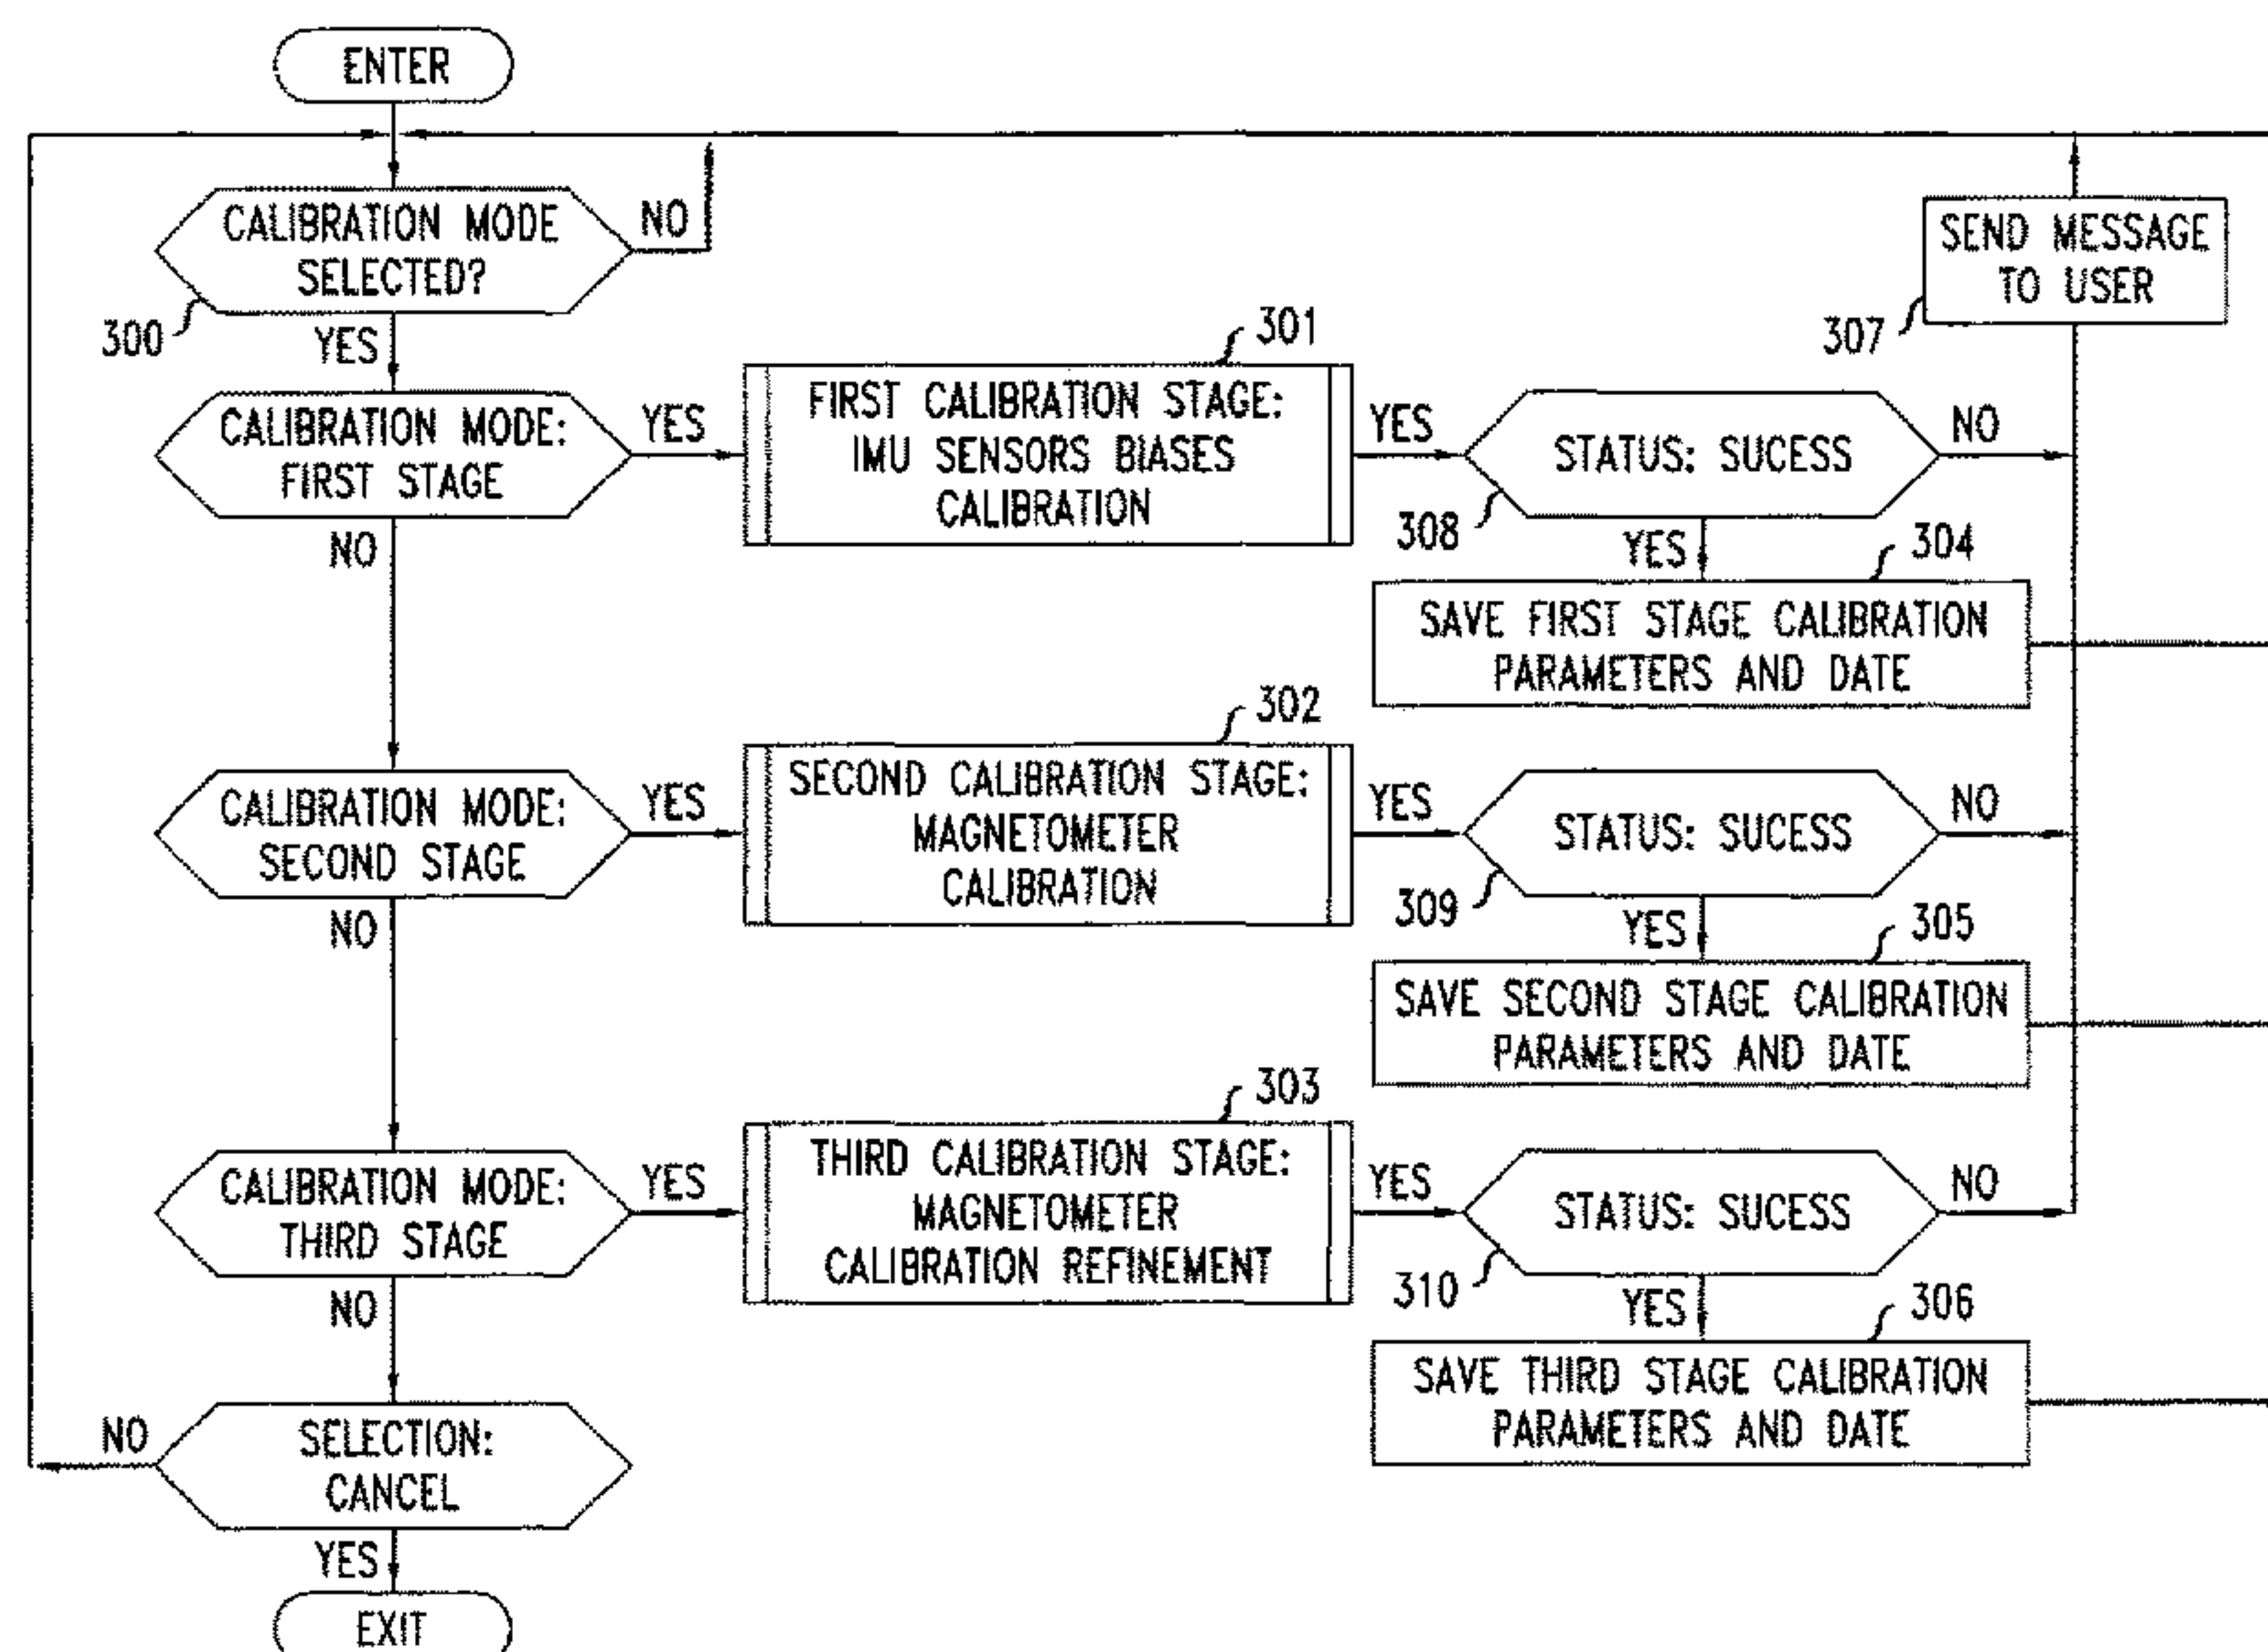 ENTER
CALIBRATION MODE
SELECTED?
NO
300
YES
SEND MESSAGE
TO USER
307
CALIBRATION MODE:
FIRST STAGE
YES
301
FIRST CALIBRATION STAGE:
IMU SENSORS BIASES
CALIBRATION
YES
STATUS: SUCESS
NO
308
YES
304
SAVE FIRST STAGE CALIBRATION
PARAMETERS AND DATE
NO
CALIBRATION MODE:
SECOND STAGE
YES
302
SECOND CALIBRATION STAGE:
MAGNETOMETER
CALIBRATION
YES
STATUS: SUCESS
NO
309
YES
305
SAVE SECOND STAGE CALIBRATION
PARAMETERS AND DATE
NO
CALIBRATION MODE:
THIRD STAGE
YES
303
THIRD CALIBRATION STAGE:
MAGNETOMETER
CALIBRATION REFINEMENT
YES
STATUS: SUCESS
NO
310
YES
306
SAVE THIRD STAGE CALIBRATION
PARAMETERS AND DATE
NO
SELECTION:
CANCEL
NO
YES
EXIT